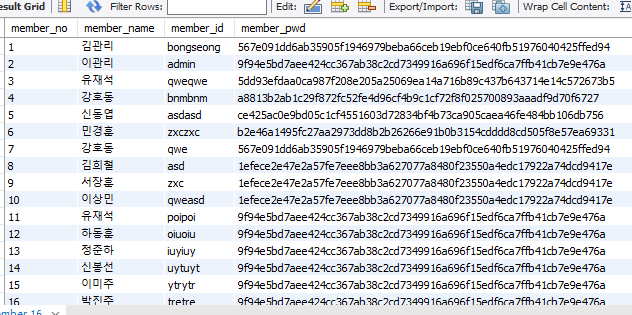 esult Grid Filter Rows: Edit: Export/Import: Wrap Cell Content:
member_no member_name member_id member_pwd
1 김관리 bongseong 567e091dd6ab35905f1946979beba66ceb19ebf0ce640fb51976040425ffed94
2 이관리 admin 9f94e5bd7aee424cc367ab38c2cd7349916a696f15edf6ca7ffb41cb7e9e476a
3 유재석 qweqwe 5dd93efdaa0ca987f208e205a25069ea14a716b89c437b643714e14c572673b5
4 강호동 bnmbnm a8813b2ab1c29f872fc52fe4d96cf4b9c1cf72f8f025700893aaadf9d70f6727
5 신동엽 asdasd ce425ac0e9bd05c1cf4551603d72834bf4b73ca905caea46fe484bb106db756
6 민경훈 zxczxc b2e46a1495fc27aa2973dd8b2b26266e91b0b3154cdddd8cd505f8e57ea69331
7 강호동 qwe 567e091dd6ab35905f1946979beba66ceb19ebf0ce640fb51976040425ffed94
8 김희철 asd 1efece2e47e2a57fe7eee8bb3a627077a8480f23550a4edc17922a74dcd9417e
9 서장훈 zxc 1efece2e47e2a57fe7eee8bb3a627077a8480f23550a4edc17922a74dcd9417e
10 이상민 qweasd 1efece2e47e2a57fe7eee8bb3a627077a8480f23550a4edc17922a74dcd9417e
11 유재석 poipoi 9f94e5bd7aee424cc367ab38c2cd7349916a696f15edf6ca7ffb41cb7e9e476a
12 하동훈 oiuoiu 9f94e5bd7aee424cc367ab38c2cd7349916a696f15edf6ca7ffb41cb7e9e476a
13 정준하 iuyiuy 9f94e5bd7aee424cc367ab38c2cd7349916a696f15edf6ca7ffb41cb7e9e476a
14 신봉선 uytuyt 9f94e5bd7aee424cc367ab38c2cd7349916a696f15edf6ca7ffb41cb7e9e476a
15 이미주 ytrytr 9f94e5bd7aee424cc367ab38c2cd7349916a696f15edf6ca7ffb41cb7e9e476a
16 박진주 tretre 9f94e5bd7aee424cc367ab38c2cd7349916a696f15edf6ca7ffb41cb7e9e476a
ember 16